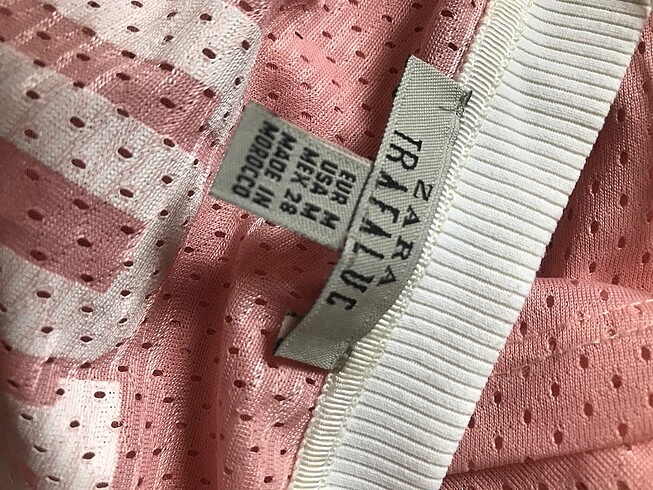 ZARA
TRAFALUC
EUR M
USA M
MEX 28
MADE IN
MOROCCO